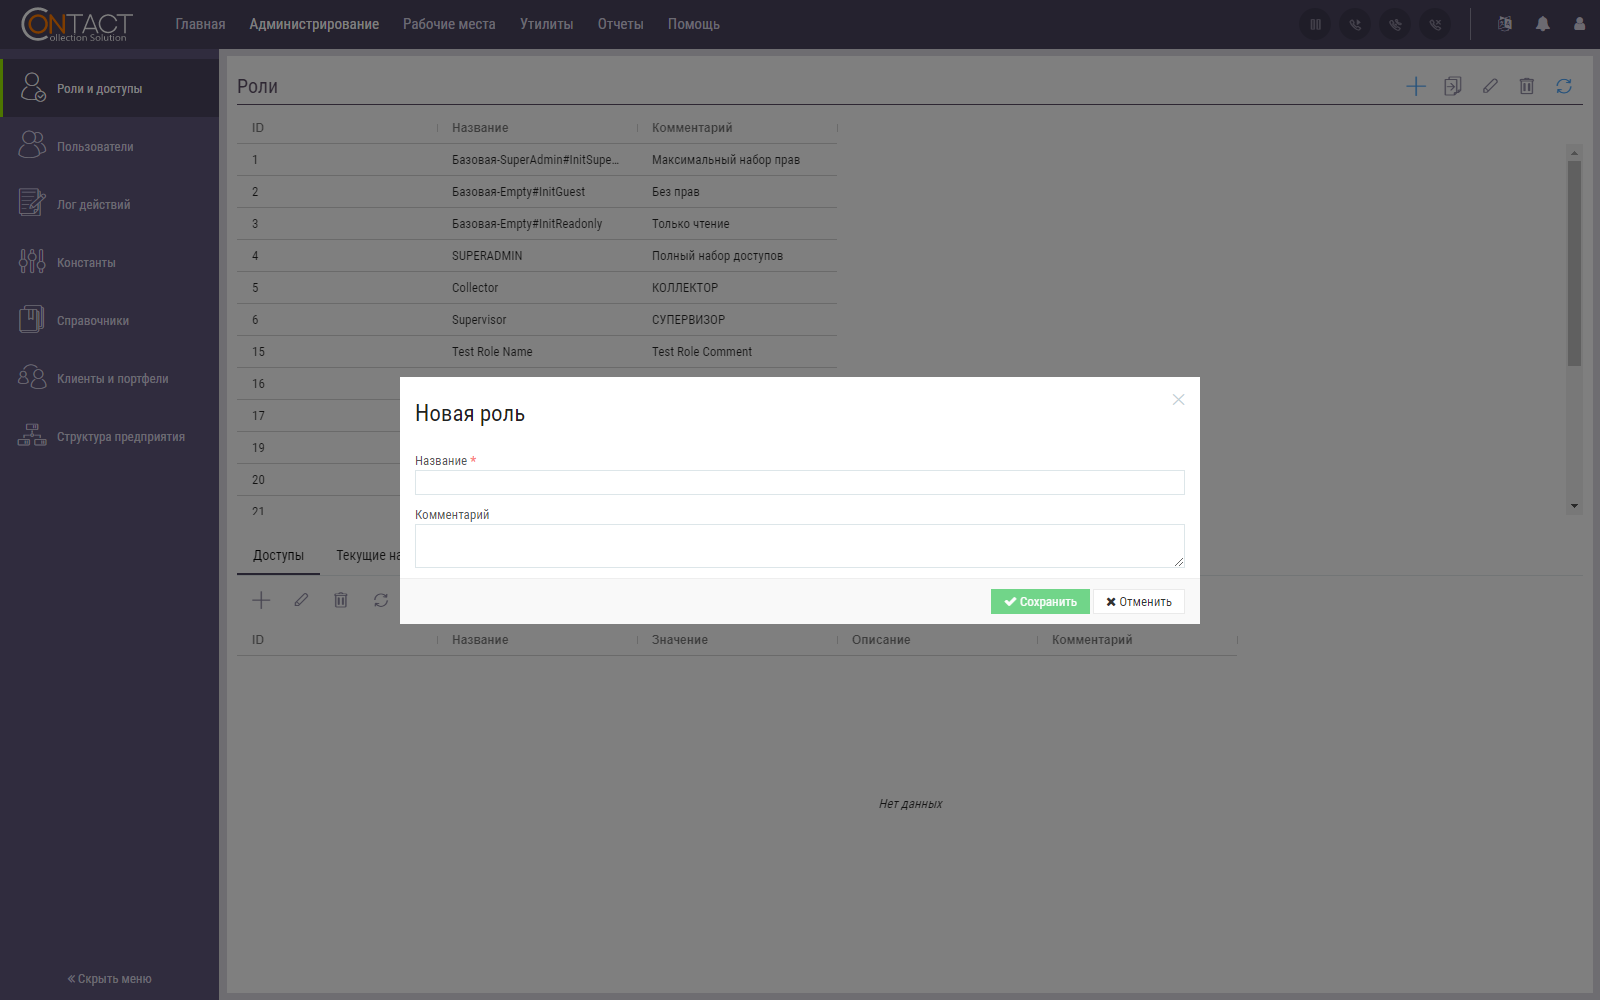 CONTACT
Collection Solution
Главная Администрирование Рабочие места Утилиты Отчеты Помощь
Роли и доступы
Пользователи
Лог действий
Константы
Справочники
Клиенты и портфели
Структура предприятия
« Скрыть меню
Роли
ID Название Комментарий
1 Базовая-SuperAdmin#InitSupe... Максимальный набор прав
2 Базовая-Empty#InitGuest Без прав
3 Базовая-Empty#InitReadonly Только чтение
4 SUPERADMIN Полный набор доступов
5 Collector КОЛЛЕКТОР
6 Supervisor СУПЕРВИЗОР
15 Test Role Name Test Role Comment
16
17
19
20
21
Новая роль
Название *
Комментарий
Сохранить Отменить
Доступы Текущие на
ID Название Значение Описание Комментарий
Нет данных